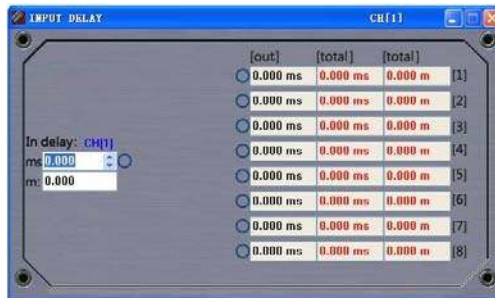 INPUT DELAY CH[1]
[out] [total] [total]
0.000 ms 0.000 ms 0.000 m [1]
0.000 ms 0.000 ms 0.000 m [2]
0.000 ms 0.000 ms 0.000 m [3]
In delay: CH[1]
0.000 ms 0.000 ms 0.000 m [4]
ms 0.000
0.000 ms 0.000 ms 0.000 m [5]
m: 0.000
0.000 ms 0.000 ms 0.000 m [6]
0.000 ms 0.000 ms 0.000 m [7]
0.000 ms 0.000 ms 0.000 m [8]